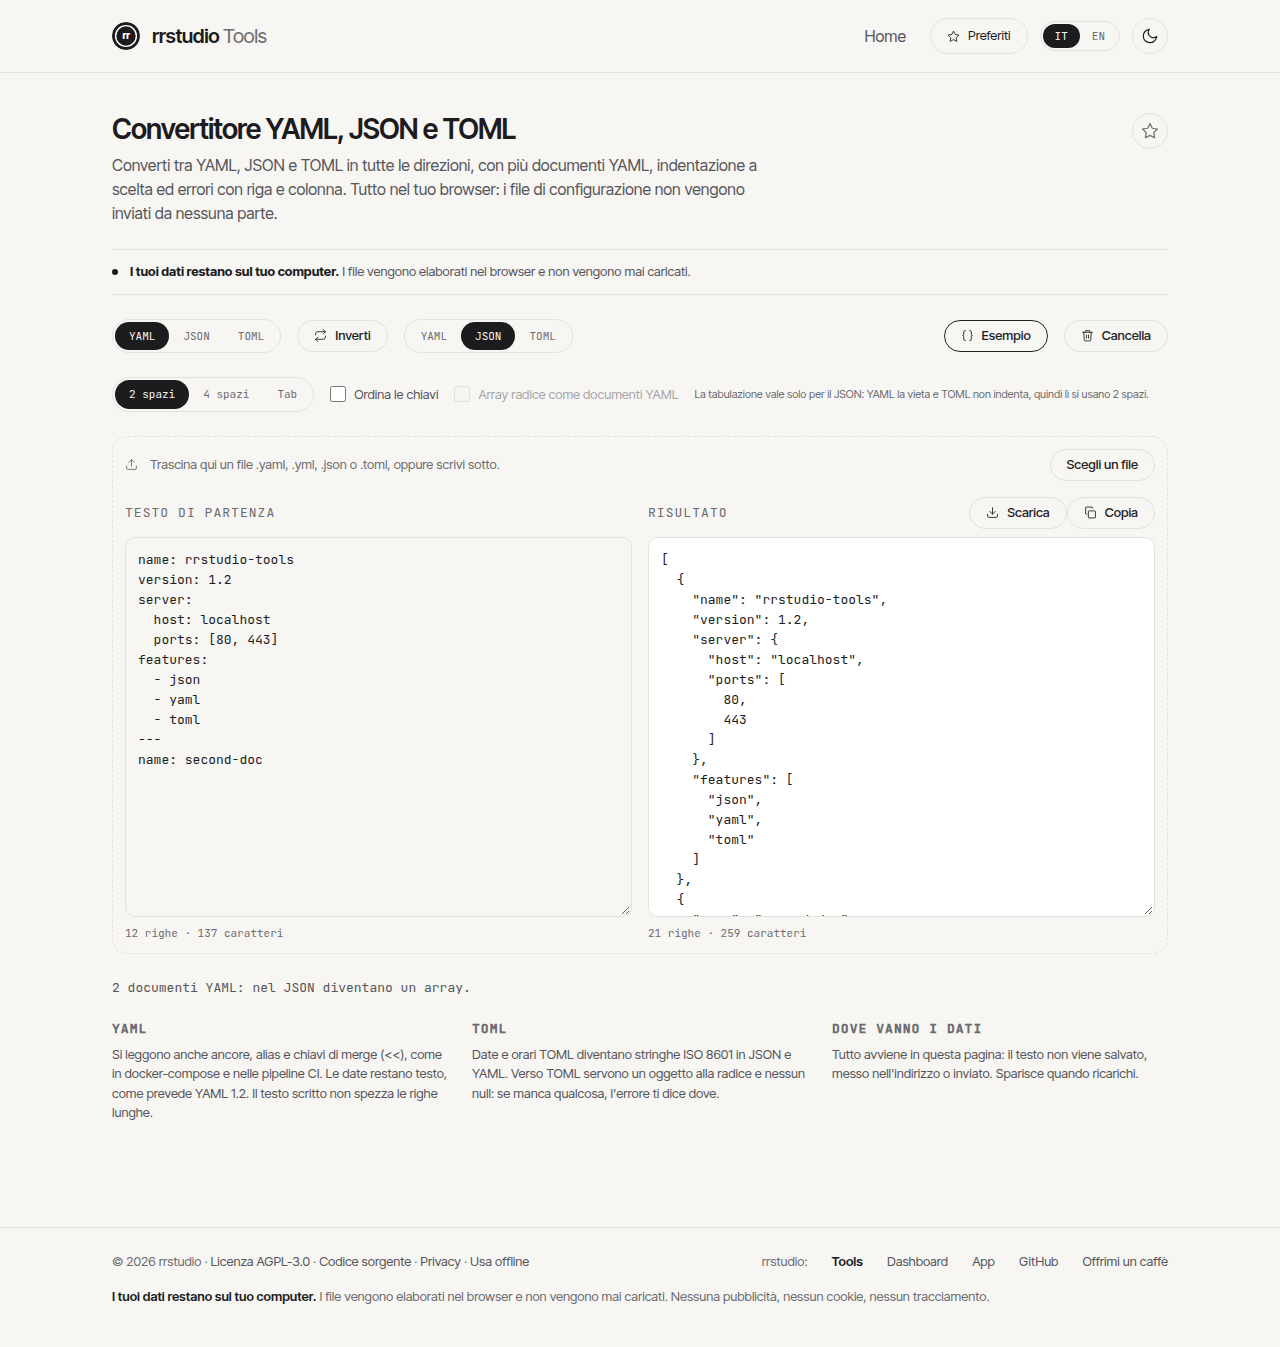 rr rrstudio Tools
Home
Preferiti
IT EN
Convertitore YAML, JSON e TOML
Converti tra YAML, JSON e TOML in tutte le direzioni, con più documenti YAML, indentazione a
scelta ed errori con riga e colonna. Tutto nel tuo browser: i file di configurazione non vengono
inviati da nessuna parte.
I tuoi dati restano sul tuo computer. I file vengono elaborati nel browser e non vengono mai caricati.
YAML JSON TOML Inverti YAML JSON TOML Esempio Cancella
2 spazi 4 spazi Tab Ordina le chiavi Array radice come documenti YAML La tabulazione vale solo per il JSON: YAML la vieta e TOML non indenta, quindi lì si usano 2 spazi.
Trascina qui un file .yaml, .yml, .json o .toml, oppure scrivi sotto. Scegli un file
TESTO DI PARTENZA
name: rrstudio-tools
version: 1.2
server:
  host: localhost
  ports: [80, 443]
features:
  - json
  - yaml
  - toml
---
name: second-doc
12 righe · 137 caratteri
RISULTATO Scarica Copia
[
  {
    "name": "rrstudio-tools",
    "version": 1.2,
    "server": {
      "host": "localhost",
      "ports": [
        80,
        443
      ]
    },
    "features": [
      "json",
      "yaml",
      "toml"
    ]
  },
  {
21 righe · 259 caratteri
2 documenti YAML: nel JSON diventano un array.
YAML
Si leggono anche ancore, alias e chiavi di merge (<<), come
in docker-compose e nelle pipeline CI. Le date restano testo,
come prevede YAML 1.2. Il testo scritto non spezza le righe
lunghe.
TOML
Date e orari TOML diventano stringhe ISO 8601 in JSON e
YAML. Verso TOML servono un oggetto alla radice e nessun
null: se manca qualcosa, l'errore ti dice dove.
DOVE VANNO I DATI
Tutto avviene in questa pagina: il testo non viene salvato,
messo nell'indirizzo o inviato. Sparisce quando ricarichi.
© 2026 rrstudio · Licenza AGPL-3.0 · Codice sorgente · Privacy · Usa offline
rrstudio: Tools Dashboard App GitHub Offrimi un caffè
I tuoi dati restano sul tuo computer. I file vengono elaborati nel browser e non vengono mai caricati. Nessuna pubblicità, nessun cookie, nessun tracciamento.